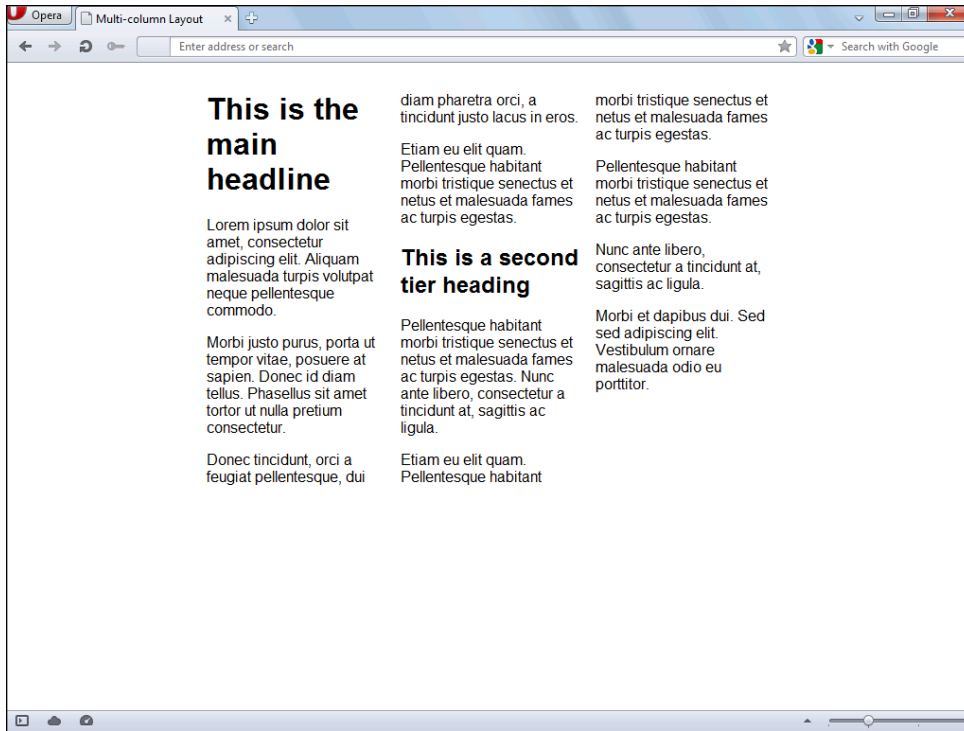 Opera
Multi-column Layout
Enter address or search
Search with Google
This is the
main
headline
Lorem ipsum dolor sit
amet, consectetur
adipiscing elit. Aliquam
malesuada turpis volutpat
neque pellentesque
commodo.
Morbi justo purus, porta ut
tempor vitae, posuere at
sapien. Donec id diam
tellus. Phasellus sit amet
tortor ut nulla pretium
consectetur.
Donec tincidunt, orci a
feugiat pellentesque, dui
diam pharetra orci, a
tincidunt justo lacus in eros.
Etiam eu elit quam.
Pellentesque habitant
morbi tristique senectus et
netus et malesuada fames
ac turpis egestas.
This is a second
tier heading
Pellentesque habitant
morbi tristique senectus et
netus et malesuada fames
ac turpis egestas. Nunc
ante libero, consectetur a
tincidunt at, sagittis ac
ligula.
Etiam eu elit quam.
Pellentesque habitant
morbi tristique senectus et
netus et malesuada fames
ac turpis egestas.
Pellentesque habitant
morbi tristique senectus et
netus et malesuada fames
ac turpis egestas.
Nunc ante libero,
consectetur a tincidunt at,
sagittis ac ligula.
Morbi et dapibus dui. Sed
sed adipiscing elit.
Vestibulum ornare
malesuada odio eu
porttitor.